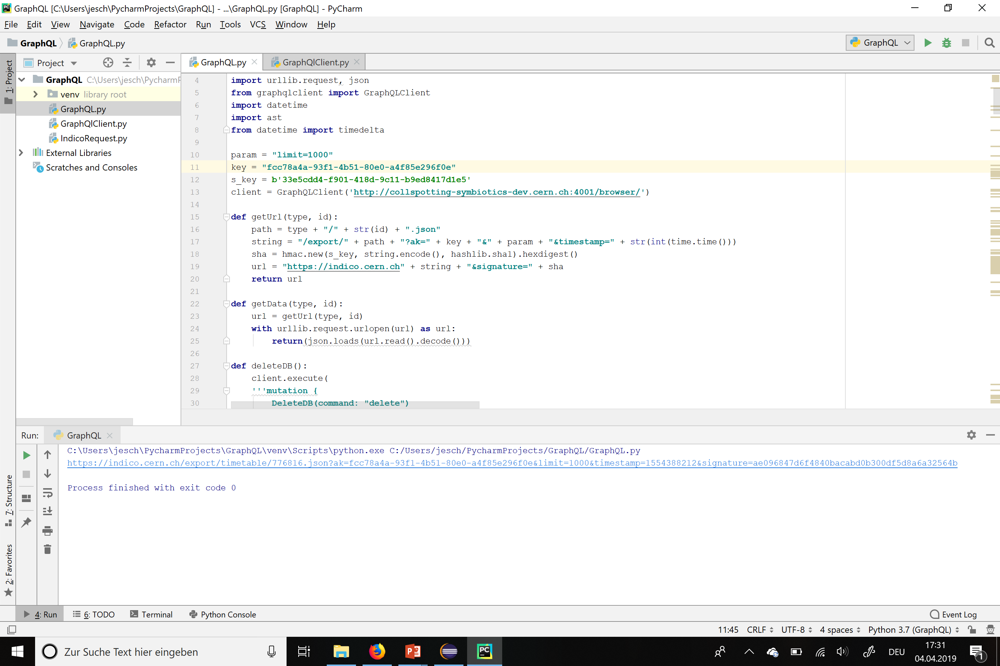 GraphQL [C:\Users\jesch\PycharmProjects\GraphQL] - ...\GraphQL.py [GraphQL] - PyCharm
File Edit View Navigate Code Refactor Run Tools VCS Window Help
GraphQL GraphQL.py GraphQL
1: Project
Project
GraphQL C:\Users\jesch\PycharmP
venv library root
GraphQL.py
GraphQlClient.py
IndicoRequest.py
External Libraries
Scratches and Consoles
GraphQL.py GraphQlClient.py
4 import urllib.request, json
5 from graphqlclient import GraphQLClient
6 import datetime
7 import ast
8 from datetime import timedelta
9
10 param = "limit=1000"
11 key = "fcc78a4a-93f1-4b51-80e0-a4f85e296f0e"
12 s_key = b'33e5cdd4-f901-418d-9c11-b9ed8417d1e5'
13 client = GraphQLClient('http://collspotting-symbiotics-dev.cern.ch:4001/browser/')
14
15 def getUrl(type, id):
16 path = type + "/" + str(id) + ".json"
17 string = "/export/" + path + "?ak=" + key + "&" + param + "&timestamp=" + str(int(time.time()))
18 sha = hmac.new(s_key, string.encode(), hashlib.sha1).hexdigest()
19 url = "https://indico.cern.ch" + string + "&signature=" + sha
20 return url
21
22 def getData(type, id):
23 url = getUrl(type, id)
24 with urllib.request.urlopen(url) as url:
25 return(json.loads(url.read().decode()))
26
27 def deleteDB():
28 client.execute(
29 '''mutation {
30 DeleteDB(command: "delete")
Run: GraphQL
C:\Users\jesch\PycharmProjects\GraphQL\venv\Scripts\python.exe C:/Users/jesch/PycharmProjects/GraphQL/GraphQL.py
https://indico.cern.ch/export/timetable/776816.json?ak=fcc78a4a-93f1-4b51-80e0-a4f85e296f0e&limit=1000&timestamp=1554388212&signature=ae096847d6f4840bacabd0b300df5d8a6a32564b
Process finished with exit code 0
7: Structure
2: Favorites
4: Run 6: TODO Terminal Python Console Event Log
11:45 CRLF UTF-8 4 spaces Python 3.7 (GraphQL)
Zur Suche Text hier eingeben
DEU
17:31
04.04.2019
1